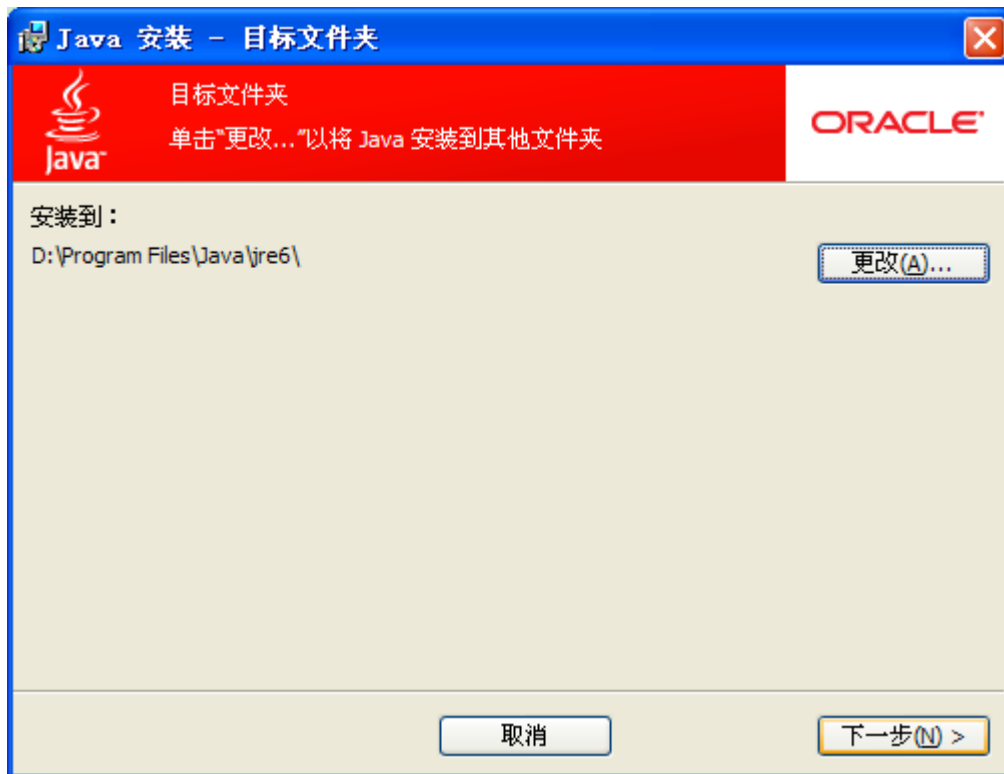 Java 安装 - 目标文件夹
目标文件夹
单击“更改...”以将 Java 安装到其他文件夹
Java™
ORACLE®
安装到：
D:\Program Files\Java\jre6\
更改(A)...
取消
下一步(N) >